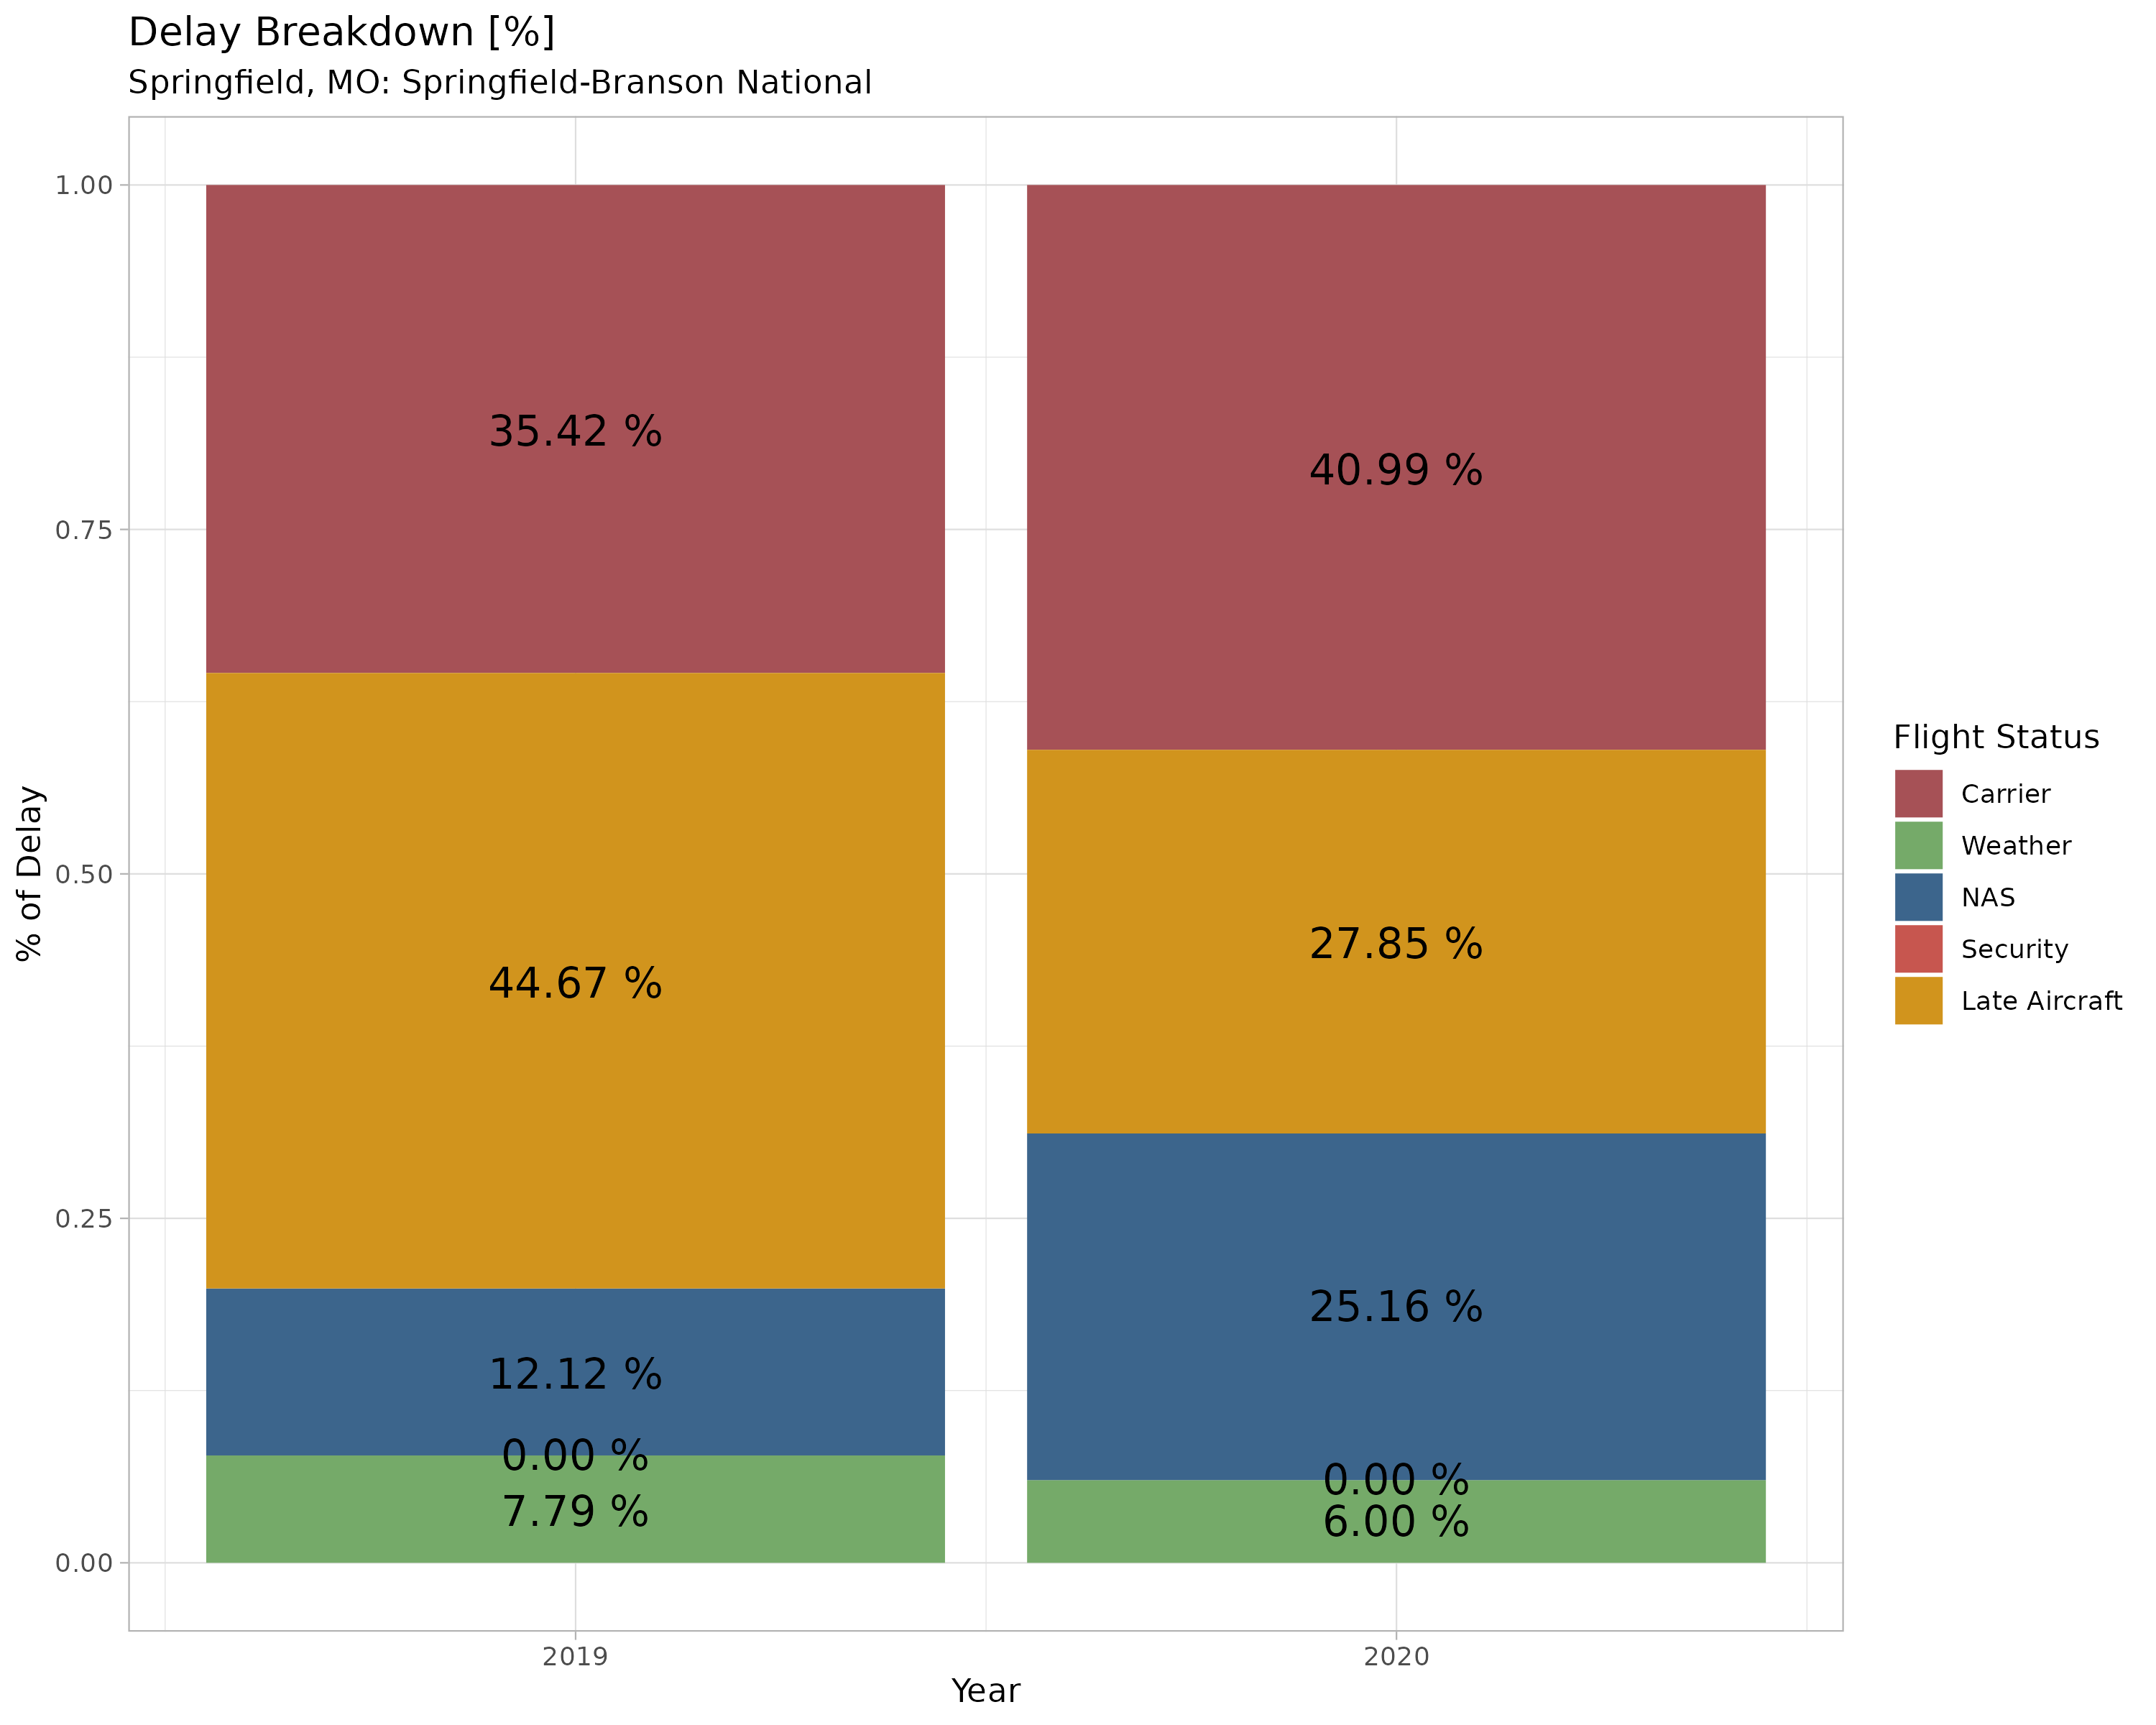 Delay Breakdown [%]
Springfield, MO: Springfield-Branson National
% of Delay
1.00
0.75
0.50
0.25
0.00
35.42 %
44.67 %
12.12 %
0.00 %
7.79 %
40.99 %
27.85 %
25.16 %
0.00 %
6.00 %
2019
2020
Year
Flight Status
Carrier
Weather
NAS
Security
Late Aircraft